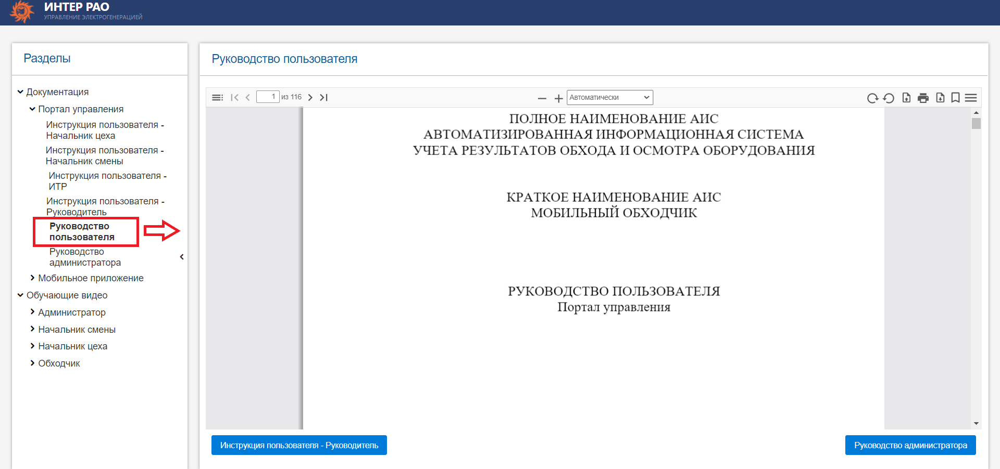 ИНТЕР РАО
УПРАВЛЕНИЕ ЭЛЕКТРОГЕНЕРАЦИЕЙ
Разделы
Документация
Портал управления
Инструкция пользователя -
Начальник цеха
Инструкция пользователя -
Начальник смены
Инструкция пользователя -
ИТР
Инструкция пользователя -
Руководитель
Руководство
пользователя
Руководство
администратора
Мобильное приложение
Обучающие видео
Администратор
Начальник смены
Начальник цеха
Обходчик
Руководство пользователя
1 из 116
Автоматически
ПОЛНОЕ НАИМЕНОВАНИЕ АИС
АВТОМАТИЗИРОВАННАЯ ИНФОРМАЦИОННАЯ СИСТЕМА
УЧЕТА РЕЗУЛЬТАТОВ ОБХОДА И ОСМОТРА ОБОРУДОВАНИЯ
КРАТКОЕ НАИМЕНОВАНИЕ АИС
МОБИЛЬНЫЙ ОБХОДЧИК
РУКОВОДСТВО ПОЛЬЗОВАТЕЛЯ
Портал управления
Инструкция пользователя - Руководитель
Руководство администратора